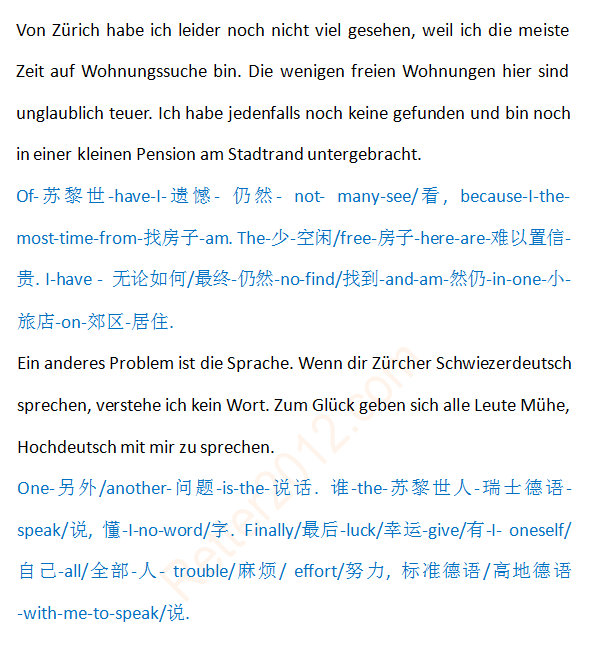 Von Zürich habe ich leider noch nicht viel gesehen, weil ich die meiste
Zeit auf Wohnungssuche bin. Die wenigen freien Wohnungen hier sind
unglaublich teuer. Ich habe jedenfalls noch keine gefunden und bin noch
in einer kleinen Pension am Stadtrand untergebracht.
Of-苏黎世-have-I-遗憾- 仍然- not- many-see/看, because-I-the-
most-time-from-找房子-am. The-少-空闲/free-房子-here-are-难以置信-
贵. I-have - 无论如何/最终-仍然-no-find/找到-and-am-然仍-in-one-小-
旅店-on-郊区-居住.
Ein anderes Problem ist die Sprache. Wenn dir Zürcher Schwiezerdeutsch
sprechen, verstehe ich kein Wort. Zum Glück geben sich alle Leute Mühe,
Hochdeutsch mit mir zu sprechen.
One-另外/another-问题-is-the-说话. 谁-the-苏黎世人-瑞士德语-
speak/说, 懂-I-no-word/字. Finally/最后-luck/幸运-give/有-I- oneself/
自己-all/全部-人- trouble/麻烦/ effort/努力, 标准德语/高地德语
-with-me-to-speak/说.
Retter2012.com